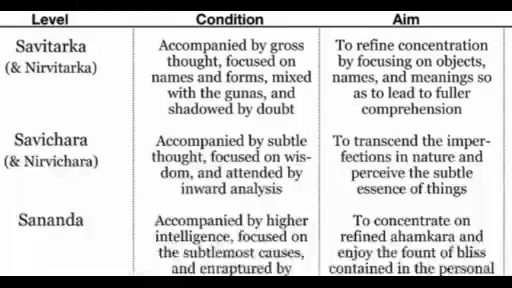 Level Condition Aim
Savitarka
(& Nirvitarka)
Accompanied by gross
thought, focused on
names and forms, mixed
with the gunas, and
shadowed by doubt
To refine concentration
by focusing on objects,
names, and meanings so
as to lead to fuller
comprehension
Savichara
(& Nirvichara)
Accompanied by subtle
thought, focused on wis-
dom, and attended by
inward analysis
To transcend the imper-
fections in nature and
perceive the subtle
essence of things
Sananda
Accompanied by higher
intelligence, focused on
the subtlemost causes,
and enraptured by
To concentrate on
refined ahamkara and
enjoy the fount of bliss
contained in the personal